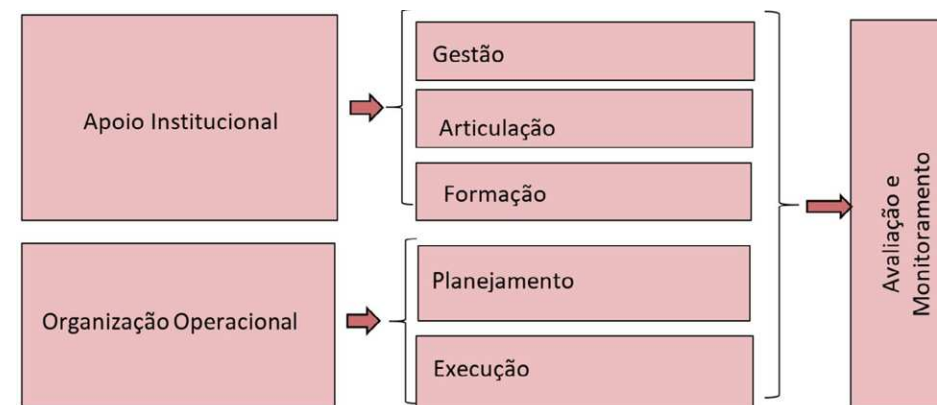 Apoio Institucional
Gestão
Articulação
Formação
Organização Operacional
Planejamento
Execução
Avaliação e
Monitoramento